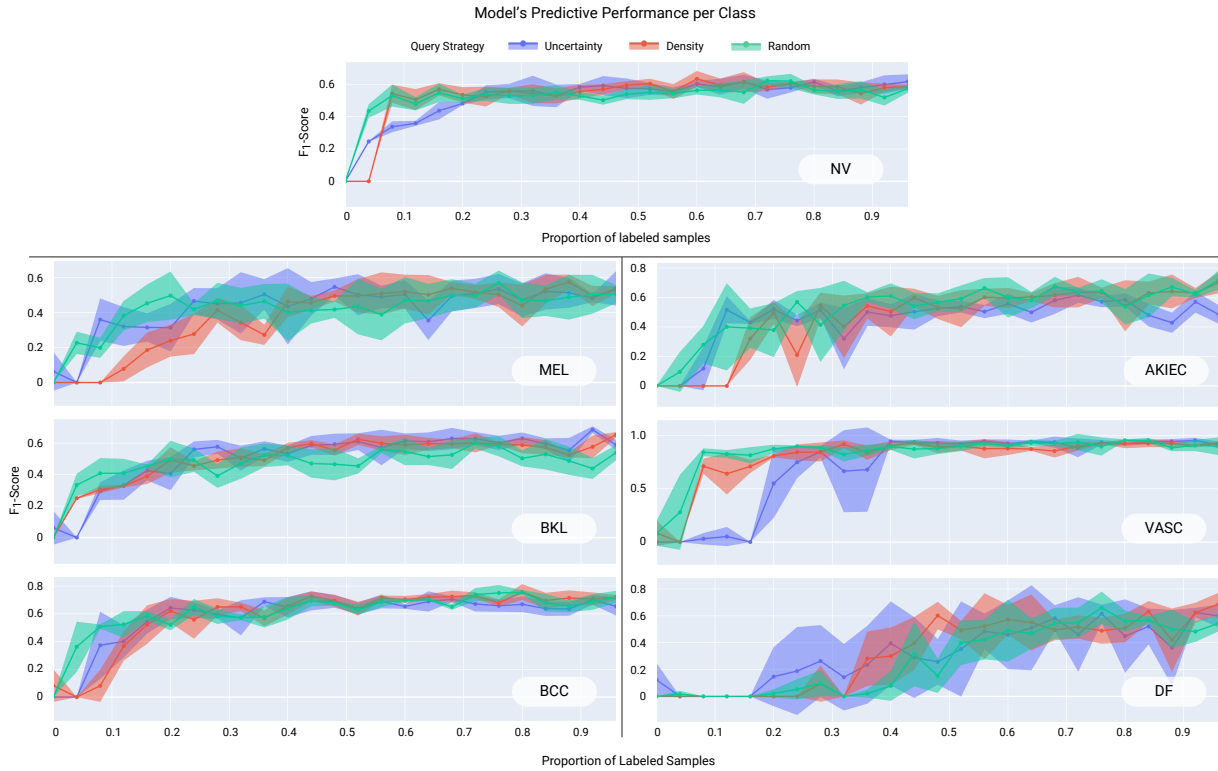 Model's Predictive Performance per Class
Query Strategy Uncertainty Density Random
0.6
0.4
0.2
0
F1-Score
NV
0 0.1 0.2 0.3 0.4 0.5 0.6 0.7 0.8 0.9
Proportion of labeled samples
0.6
0.4
0.2
0
MEL
0.8
0.6
0.4
0.2
0
AKIEC
0.6
0.4
0.2
0
F1-Score
BKL
1.0
0.5
0
VASC
0.8
0.6
0.4
0.2
0
BCC
0 0.1 0.2 0.3 0.4 0.5 0.6 0.7 0.8 0.9
0.8
0.6
0.4
0.2
0
DF
0 0.1 0.2 0.3 0.4 0.5 0.6 0.7 0.8 0.9
Proportion of Labeled Samples